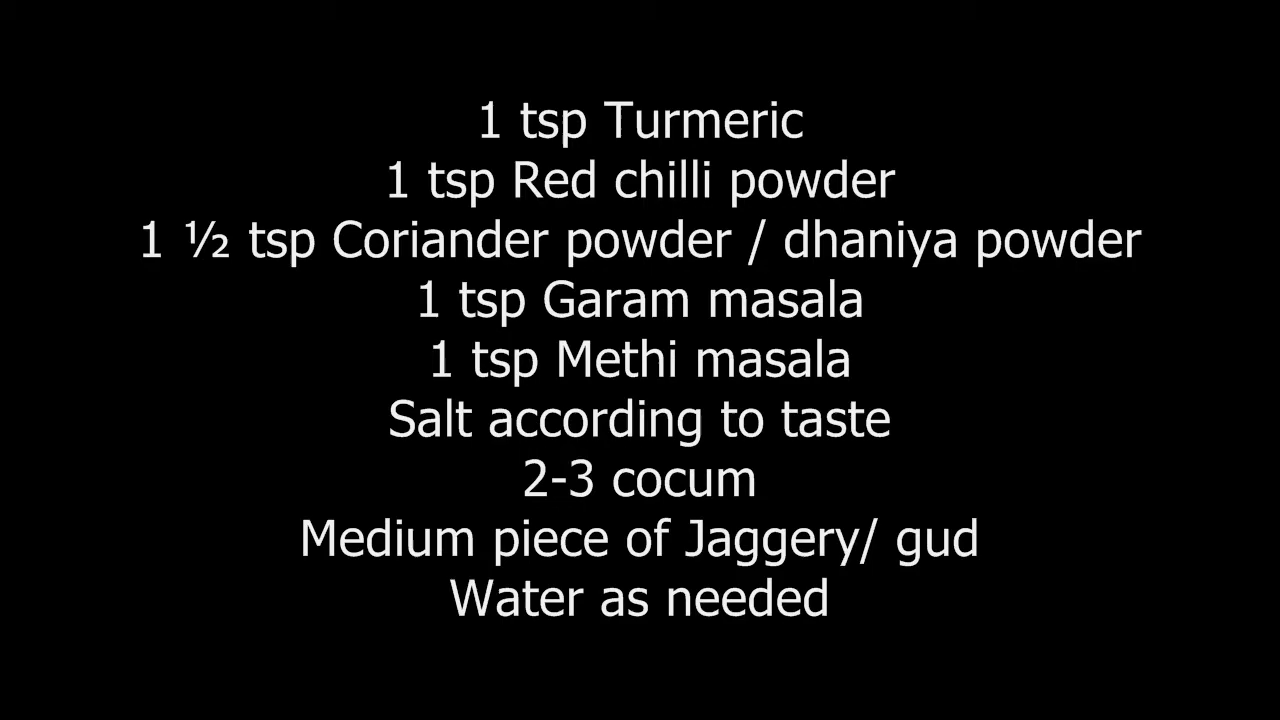 1 tsp Turmeric
1 tsp Red chilli powder
1 ½ tsp Coriander powder / dhaniya powder
1 tsp Garam masala
1 tsp Methi masala
Salt according to taste
2-3 cocum
Medium piece of Jaggery/ gud
Water as needed